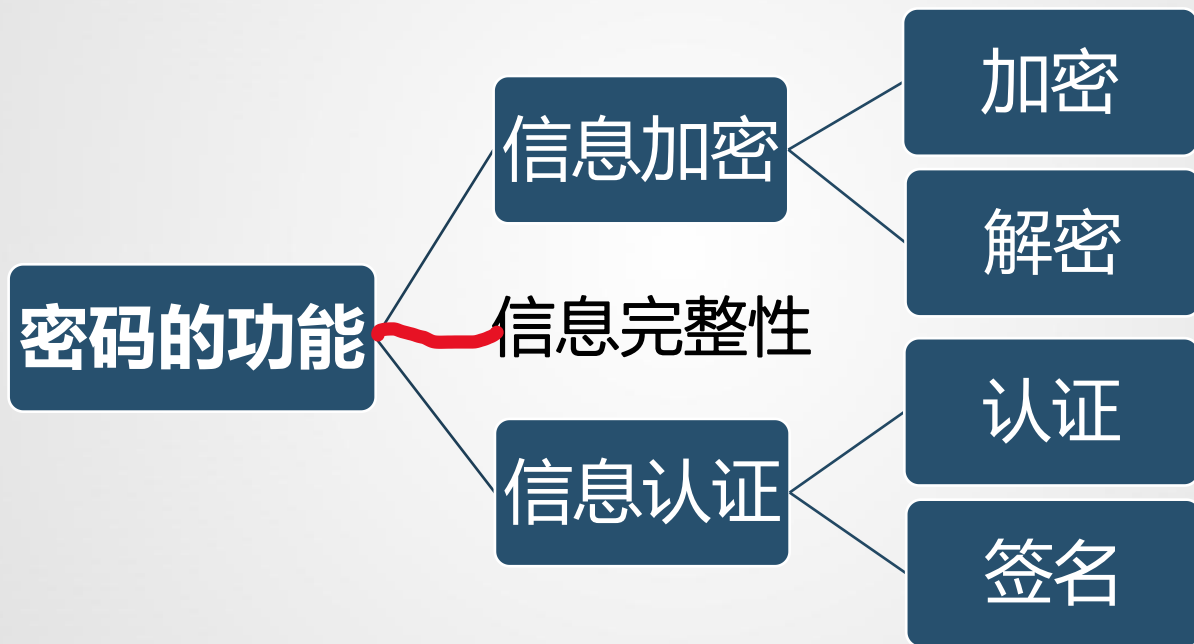 密码的功能
信息加密
加密
解密
信息完整性
信息认证
认证
签名